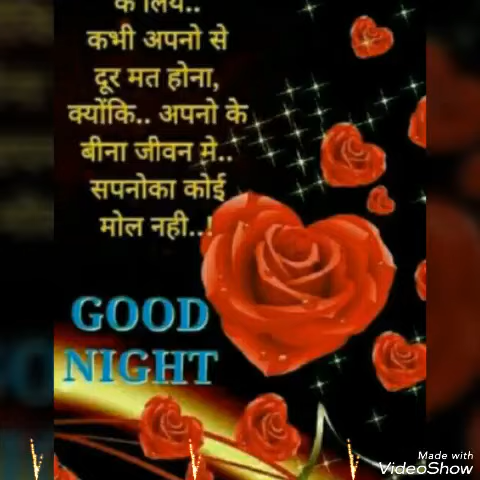 के लिये..
कभी अपनो से
दूर मत होना,
क्योंकि.. अपनो के
बीना जीवन मे..
सपनोका कोई
मोल नही..!
GOOD
NIGHT
Made with
VideoShow